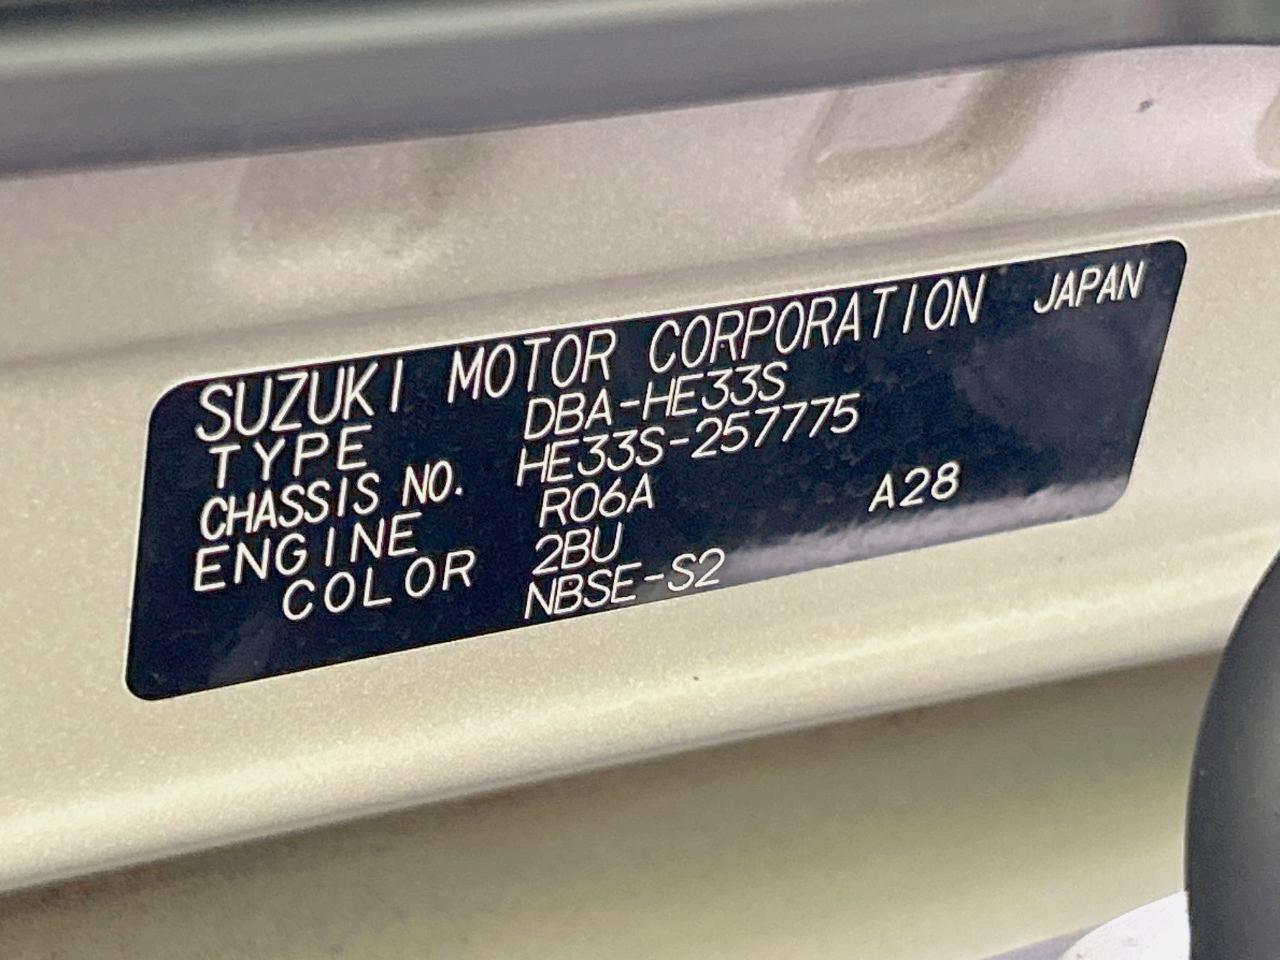 SUZUKI MOTOR CORPORATION JAPAN
TYPE DBA-HE33S
CHASSIS NO. HE33S-257775
ENGINE R06A A28
COLOR 2BU
NBSE-S2